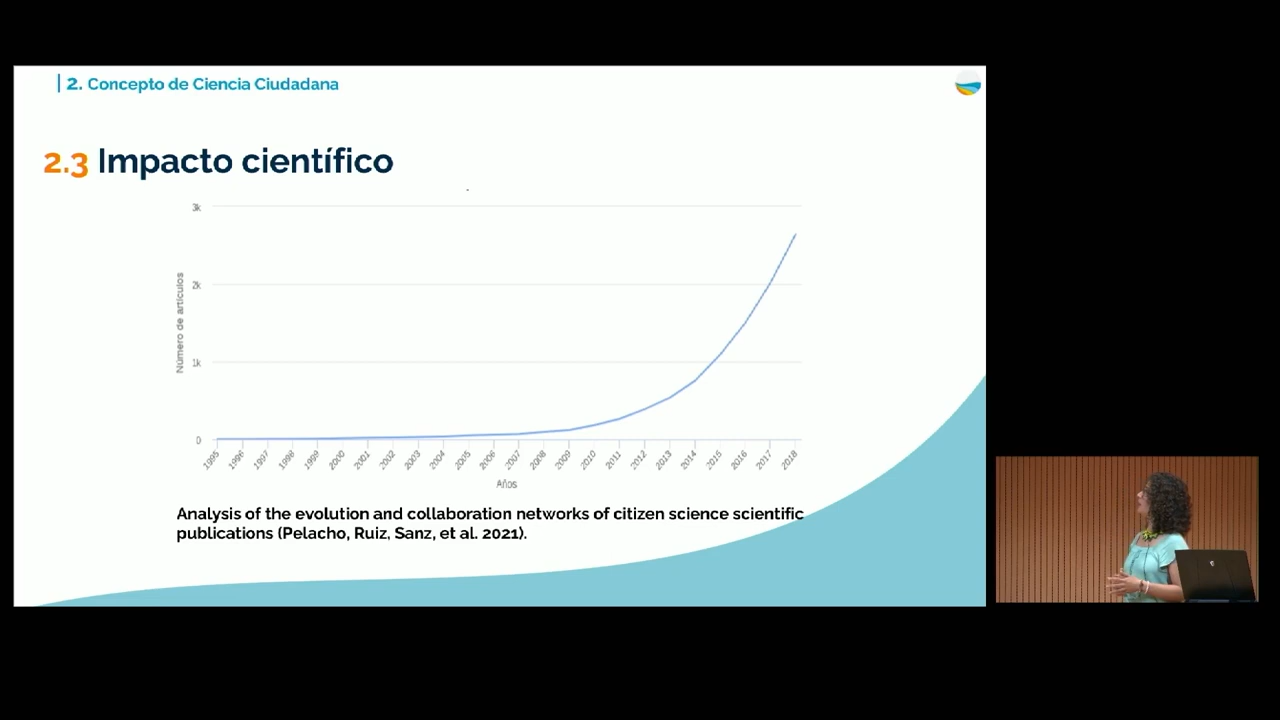 | 2. Concepto de Ciencia Ciudadana
2.3 Impacto científico
3k
2k
1k
0
Número de artículos
1995 1996 1997 1998 1999 2000 2001 2002 2003 2004 2005 2006 2007 2008 2009 2010 2011 2012 2013 2014 2015 2016 2017 2018
Años
Analysis of the evolution and collaboration networks of citizen science scientific
publications (Pelacho, Ruiz, Sanz, et al. 2021).